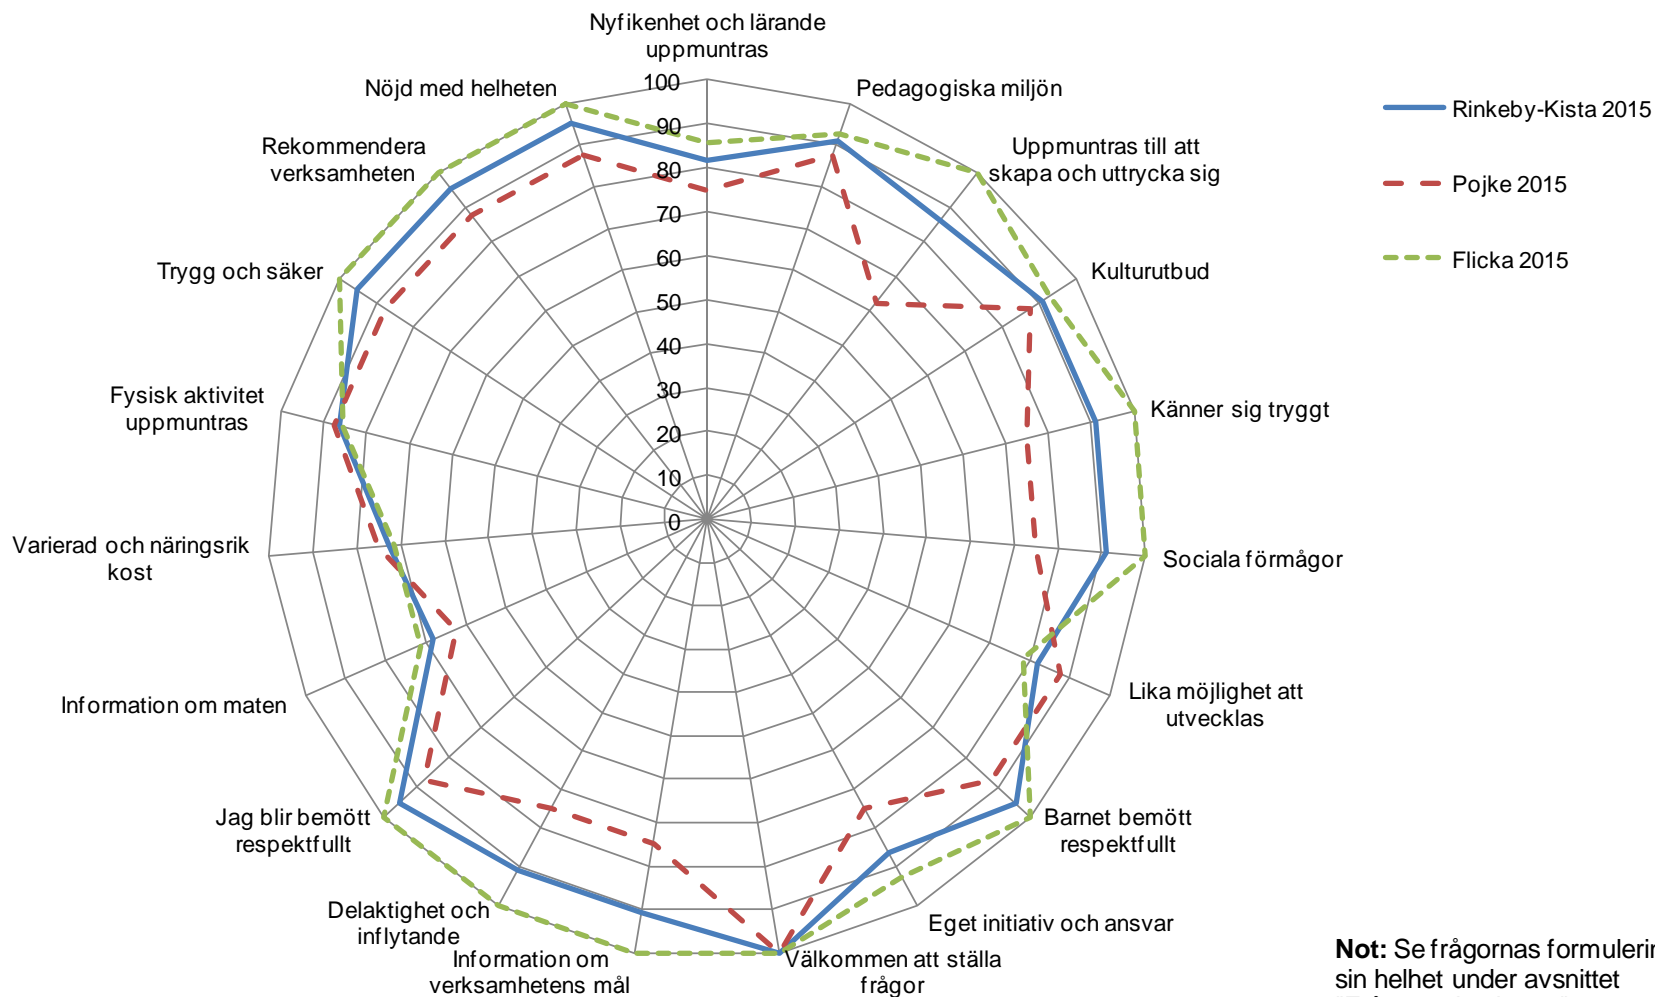 Nyfikenhet och lärande
uppmuntras
Pedagogiska miljön
Uppmuntras till att
skapa och uttrycka sig
Kulturutbud
Känner sig tryggt
Sociala förmågor
Lika möjlighet att
utvecklas
Barnet bemött
respektfullt
Eget initiativ och ansvar
Välkommen att ställa
frågor
Information om
verksamhetens mål
Delaktighet och
inflytande
Jag blir bemött
respektfullt
Information om maten
Varierad och näringsrik
kost
Fysisk aktivitet
uppmuntras
Trygg och säker
Rekommendera
verksamheten
Nöjd med helheten
100
90
80
70
60
50
40
30
20
10
0
Rinkeby-Kista 2015
Pojke 2015
Flicka 2015
Not: Se frågornas formulerin
sin helhet under avsnittet